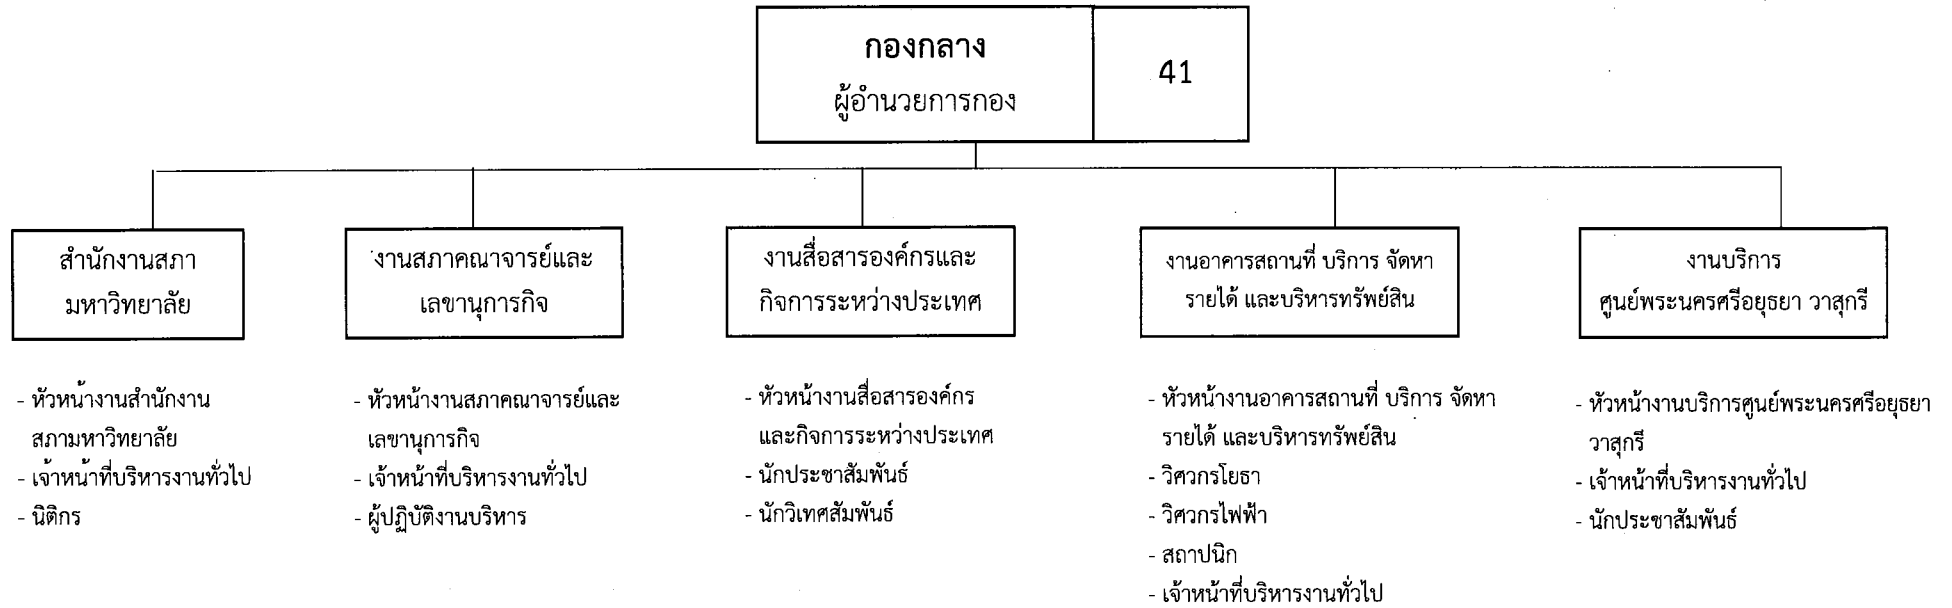 กองกลาง
ผู้อำนวยการกอง
41
สำนักงานสภา
มหาวิทยาลัย
งานสภาคณาจารย์และ
เลขานุการกิจ
งานสื่อสารองค์กรและ
กิจการระหว่างประเทศ
งานอาคารสถานที่ บริการ จัดหา
รายได้ และบริหารทรัพย์สิน
งานบริการ
ศูนย์พระนครศรีอยุธยา วาสุกรี
- หัวหน้างานสำนักงาน
สภามหาวิทยาลัย
- เจ้าหน้าที่บริหารงานทั่วไป
- นิติกร
- หัวหน้างานสภาคณาจารย์และ
เลขานุการกิจ
- เจ้าหน้าที่บริหารงานทั่วไป
- ผู้ปฏิบัติงานบริหาร
- หัวหน้างานสื่อสารองค์กร
และกิจการระหว่างประเทศ
- นักประชาสัมพันธ์
- นักวิเทศสัมพันธ์
- หัวหน้างานอาคารสถานที่ บริการ จัดหา
รายได้ และบริหารทรัพย์สิน
- วิศวกรโยธา
- วิศวกรไฟฟ้า
- สถาปนิก
- เจ้าหน้าที่บริหารงานทั่วไป
- หัวหน้างานบริการศูนย์พระนครศรีอยุธยา
วาสุกรี
- เจ้าหน้าที่บริหารงานทั่วไป
- นักประชาสัมพันธ์